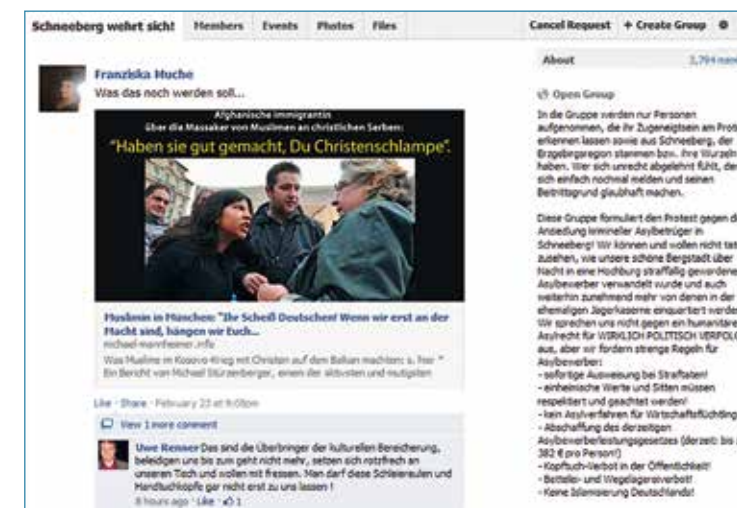 Schneeberg wehrt sich! Members Events Photos Files
Cancel Request + Create Group
Franziska Muche
Was das noch werden soll...
Afghanische Immigrantin
über die Massaker von Muslimen an christlichen Serben:
"Haben sie gut gemacht, Du Christenschlampe".
Muslimin in München: "Ihr Scheiß Deutschen! Wenn wir erst an der
Macht sind, hängen wir Euch...
michael-mannheimer.info
Was Muslime im Kosovo-Krieg mit Christen auf dem Balkan machten: s. hier "
Ein Bericht von Michael Stürzenberger, einem der aktivsten und mutigsten
Like · Share · February 23 at 9:08pm
View 1 more comment
Uwe Renner Das sind die Überbringer der kulturellen Bereicherung,
beleidigen uns bis zum geht nicht mehr, setzen sich rotzfrech an
unseren Tisch und wollen mit fressen. Man darf diese Schleiereulen und
Handtuchköpfe gar nicht erst zu uns lassen !
8 hours ago · Like · 1
About 2,794
Open Group
In die Gruppe werden nur Personen
aufgenommen, die ihr Zugeneigtsein am
erkennen lassen sowie aus Schneeberg, der
Erzgebirgsregion stammen bzw. ihre Wurzeln
haben. Wer sich unrecht abgelehnt fühlt,
sich einfach nochmal melden und seinen
Beitrittsgrund glaubhaft machen.
Diese Gruppe formuliert den Protest gegen
Ansiedlung krimineller Asylbetrüger in
Schneeberg! Wir können und wollen nicht
zusehen, wie unsere schöne Bergstadt über
Nacht in eine Hochburg straffällig
Asylbewerber verwandelt wurde und auch
weiterhin zunehmend mehr von denen in der
ehemaligen Jägerkaserne einquartiert
Wir sprechen uns nicht gegen ein
Asylrecht für WIRKLICH POLITISCH
aus, aber wir fordern strenge Regeln für
Asylbewerber:
- sofortige Ausweisung bei Straftaten!
- einheimische Werte und Sitten müssen
respektiert und geachtet werden!
- kein Asylverfahren für
- Abschaffung des derzeitigen
Asylbewerberleistungsgesetzes (derzeit: bis
382 € pro Person!)
- Kopftuch-Verbot in der Öffentlichkeit!
- Bettelei- und Wegelagereiverbot!
- Keine Islamisierung Deutschlands!